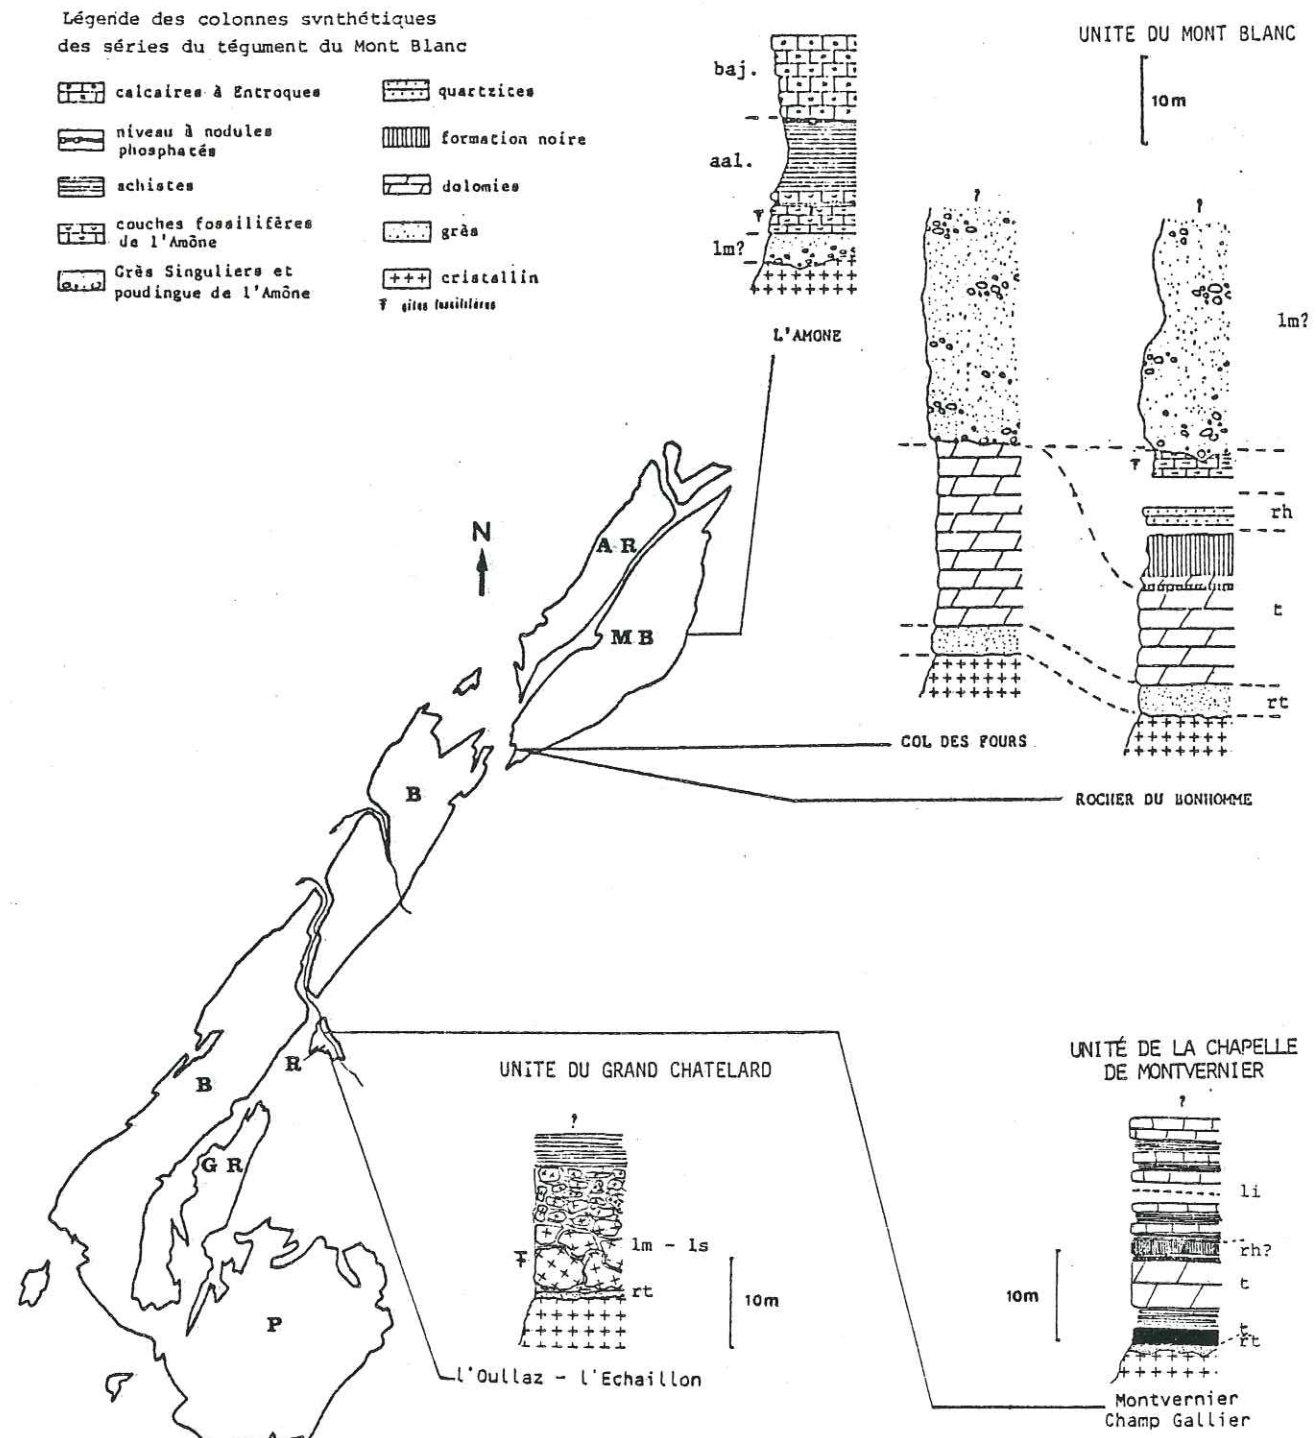 Légende des colonnes synthétiques
des séries du tégument du Mont Blanc
calcaires à Entroques
niveau à nodules
phosphatés
schistes
couches fossilifères
de l'Amône
Grès Singuliers et
poudingue de l'Amône
quartzites
formation noire
dolomies
grès
cristallin
gîtes fossilifères
baj.
aal.
lm?
L'AMONE
UNITE DU MONT BLANC
10m
?
?
lm?
rh
t
rt
COL DES FOURS
ROCHER DU BONHOMME
N
A R
M B
B
B
R
G R
P
UNITE DU GRAND CHATELARD
?
lm - ls
rt
10m
l'Oullaz - l'Echaillon
UNITÉ DE LA CHAPELLE
DE MONTVERNIER
?
li
rh?
t
10m
t
rt
Montvernier
Champ Gallier